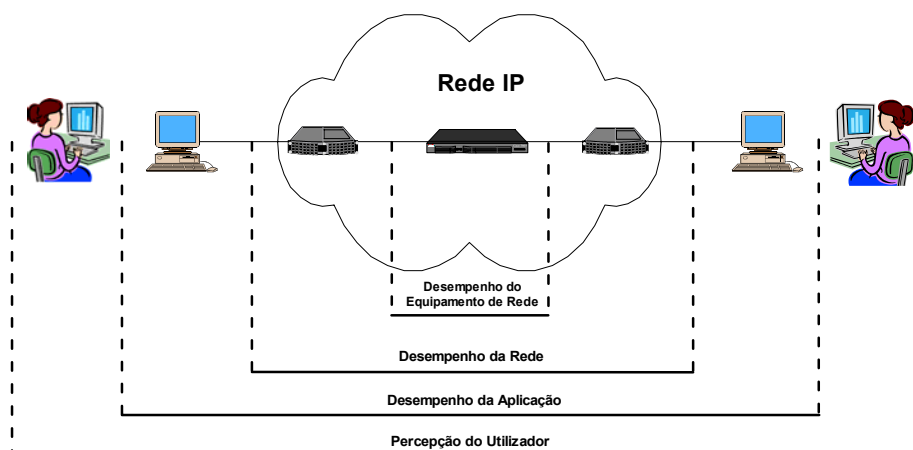 Rede IP
Desempenho do
Equipamento de Rede
Desempenho da Rede
Desempenho da Aplicação
Percepção do Utilizador